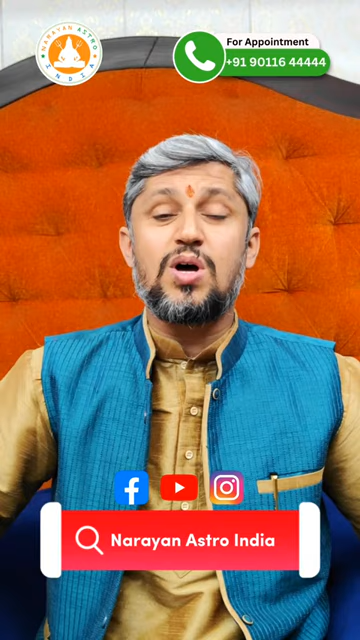 NARAYAN ASTRO
INDIA
For Appointment
+91 90116 44444
Narayan Astro India